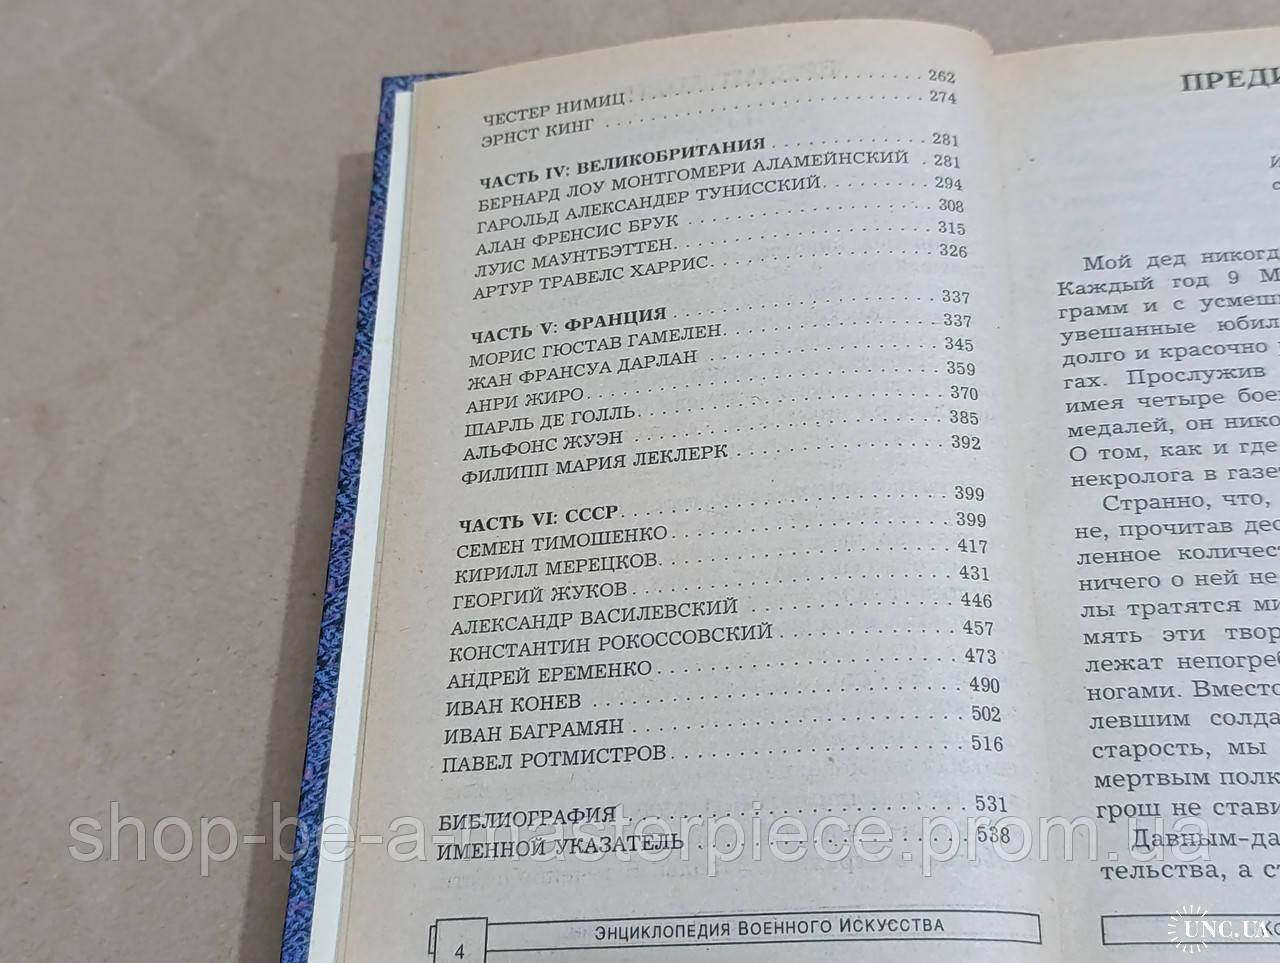 ЧЕСТЕР НИМИЦ. . . . . . . . . . . . . . . . . . . . . . 262
ЭРНСТ КИНГ . . . . . . . . . . . . . . . . . . . . . . . 274
ЧАСТЬ IV: ВЕЛИКОБРИТАНИЯ . . . . . . . . . . . . 281
БЕРНАРД ЛОУ МОНТГОМЕРИ АЛАМЕЙНСКИЙ . 281
ГАРОЛЬД АЛЕКСАНДЕР ТУНИССКИЙ. . . . . . . . 294
АЛАН ФРЕНСИС БРУК . . . . . . . . . . . . . . . . . . 308
ЛУИС МАУНТБЭТТЕН. . . . . . . . . . . . . . . . . . . 315
АРТУР ТРАВЕЛС ХАРРИС. . . . . . . . . . . . . . . . 326
ЧАСТЬ V: ФРАНЦИЯ . . . . . . . . . . . . . . . . . . . 337
МОРИС ГЮСТАВ ГАМЕЛЕН. . . . . . . . . . . . . . . 337
ЖАН ФРАНСУА ДАРЛАН . . . . . . . . . . . . . . . . 345
АНРИ ЖИРО. . . . . . . . . . . . . . . . . . . . . . . . 359
ШАРЛЬ ДЕ ГОЛЛЬ. . . . . . . . . . . . . . . . . . . . . 370
АЛЬФОНС ЖУЭН . . . . . . . . . . . . . . . . . . . . . 385
ФИЛИПП МАРИЯ ЛЕКЛЕРК . . . . . . . . . . . . . . 392
ЧАСТЬ VI: СССР. . . . . . . . . . . . . . . . . . . . . . 399
СЕМЕН ТИМОШЕНКО. . . . . . . . . . . . . . . . . . . 399
КИРИЛЛ МЕРЕЦКОВ. . . . . . . . . . . . . . . . . . . . 417
ГЕОРГИЙ ЖУКОВ . . . . . . . . . . . . . . . . . . . . . 431
АЛЕКСАНДР ВАСИЛЕВСКИЙ . . . . . . . . . . . . . . 446
КОНСТАНТИН РОКОССОВСКИЙ . . . . . . . . . . . . 457
АНДРЕЙ ЕРЕМЕНКО . . . . . . . . . . . . . . . . . . . 473
ИВАН КОНЕВ . . . . . . . . . . . . . . . . . . . . . . . . 490
ИВАН БАГРАМЯН . . . . . . . . . . . . . . . . . . . . . 502
ПАВЕЛ РОТМИСТРОВ. . . . . . . . . . . . . . . . . . . 516
БИБЛИОГРАФИЯ . . . . . . . . . . . . . . . . . . . . . . 531
ИМЕННОЙ УКАЗАТЕЛЬ . . . . . . . . . . . . . . . . . 538
4 ЭНЦИКЛОПЕДИЯ ВОЕННОГО ИСКУССТВА
ПРЕДИ
И
с
Мой дед никогд
Каждый год 9 М
грамм и с усмеш
увешанные юбил
долго и красочно
гах. Прослужив
имея четыре бое
медалей, он нико
О том, как и где
некролога в газе
Странно, что,
не, прочитав дес
ленное количес
ничего о ней не
лы тратятся ми
мять эти твор
лежат непогреб
ногами. Вместо
левшим солда
старость, мы
мертвым полк
грош не стави
Давным-да
тельства, а с
shop-be-a-masterpiece.prom.ua
UNC.UA